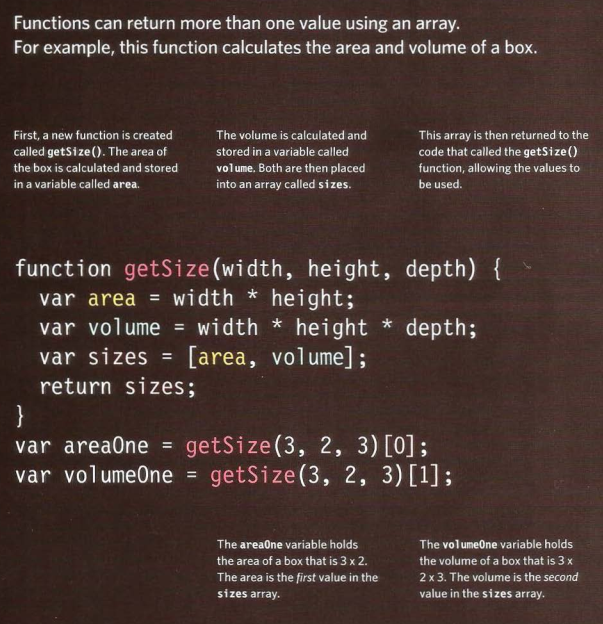 Functions can return more than one value using an array.
For example, this function calculates the area and volume of a box.
First, a new function is created
called getSize(). The area of
the box is calculated and stored
in a variable called area.
The volume is calculated and
stored in a variable called
volume. Both are then placed
into an array called sizes.
This array is then returned to the
code that called the getSize()
function, allowing the values to
be used.
function getSize(width, height, depth) {
  var area = width * height;
  var volume = width * height * depth;
  var sizes = [area, volume];
  return sizes;
}
var areaOne = getSize(3, 2, 3)[0];
var volumeOne = getSize(3, 2, 3)[1];
The areaOne variable holds
the area of a box that is 3 x 2.
The area is the first value in the
sizes array.
The volumeOne variable holds
the volume of a box that is 3 x
2 x 3. The volume is the second
value in the sizes array.